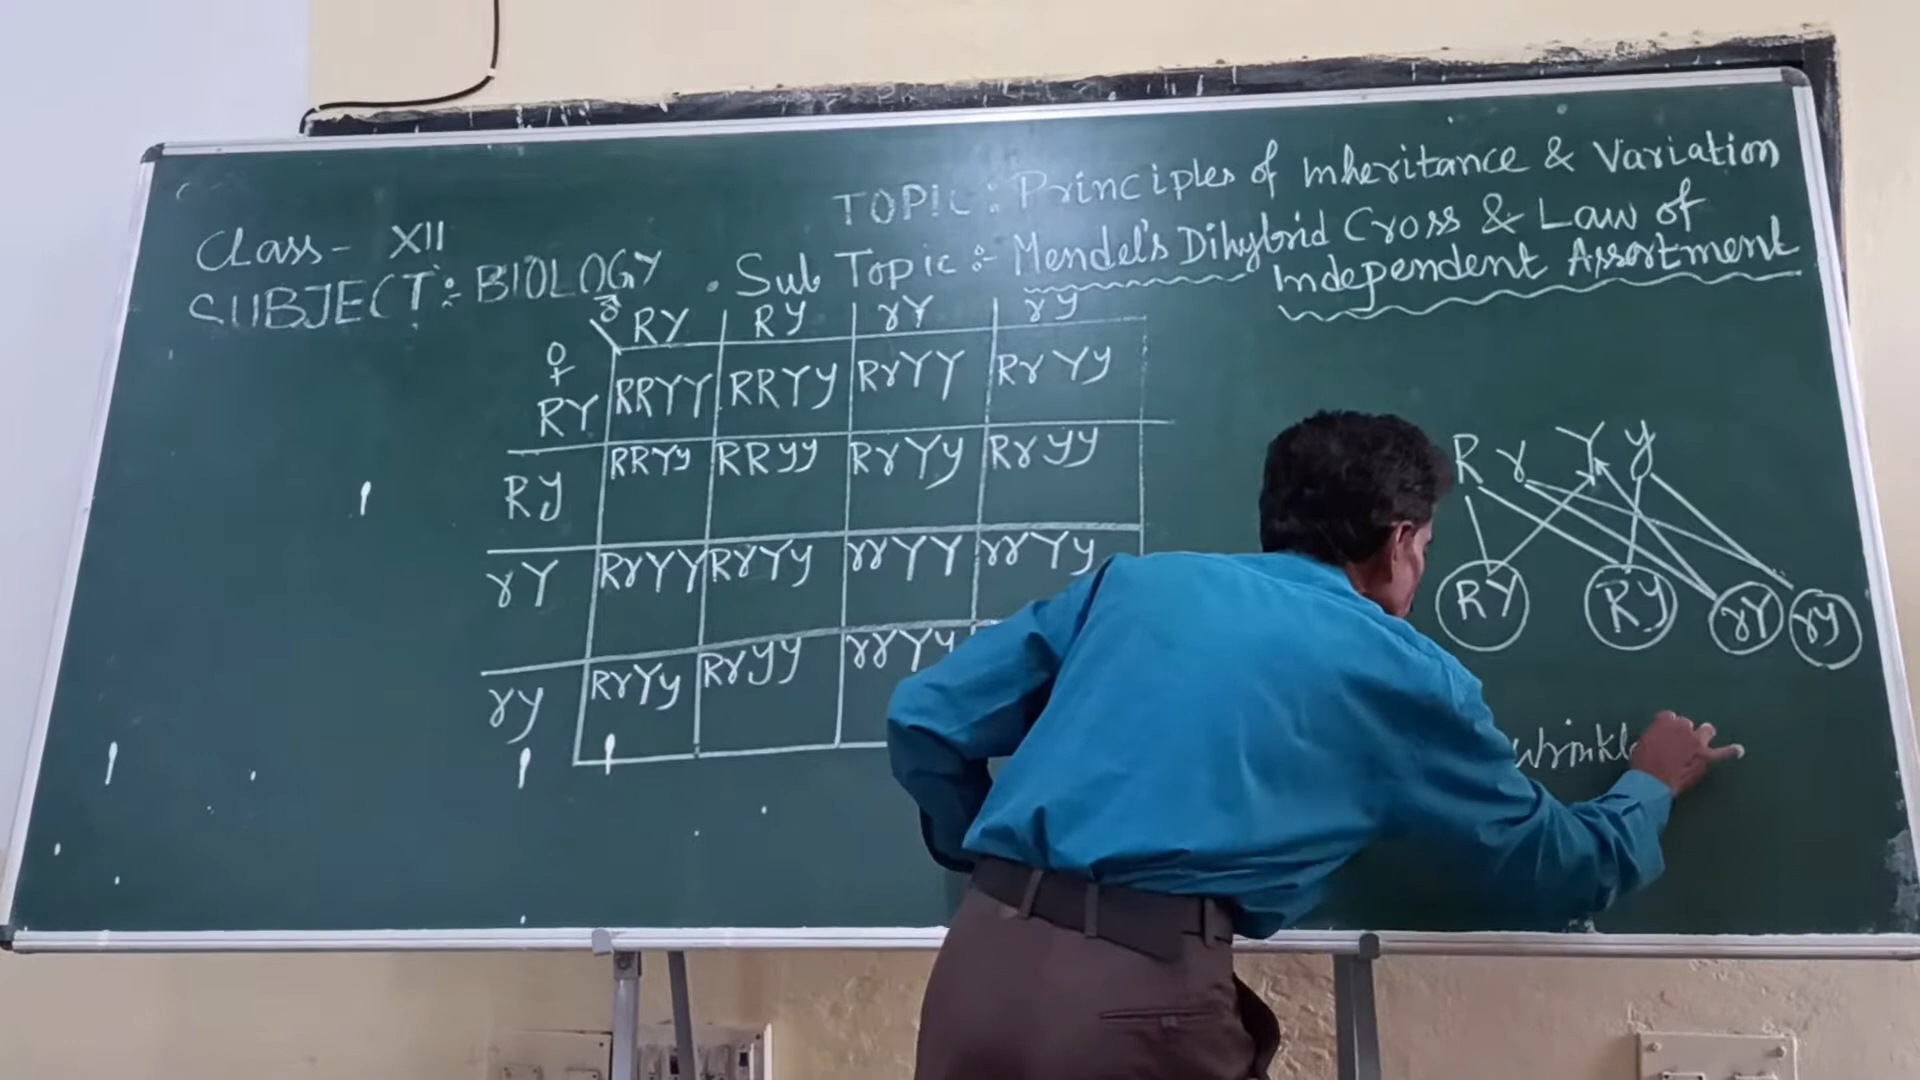 TOPIC: Principles of Inheritance & Variation
Class- XII
SUBJECT:- BIOLOGY . Sub Topic:- Mendel's Dihybrid Cross & Law of
Independent Assortment
♂ RY Ry rY ry
♀
RY RRYY RRYy RrYY RrYy
Ry RRYy RRyy RrYy Rryy
rY RrYY RrYy rrYY rrYy
ry RrYy Rryy rrYy
R r Y y
RY Ry rY ry